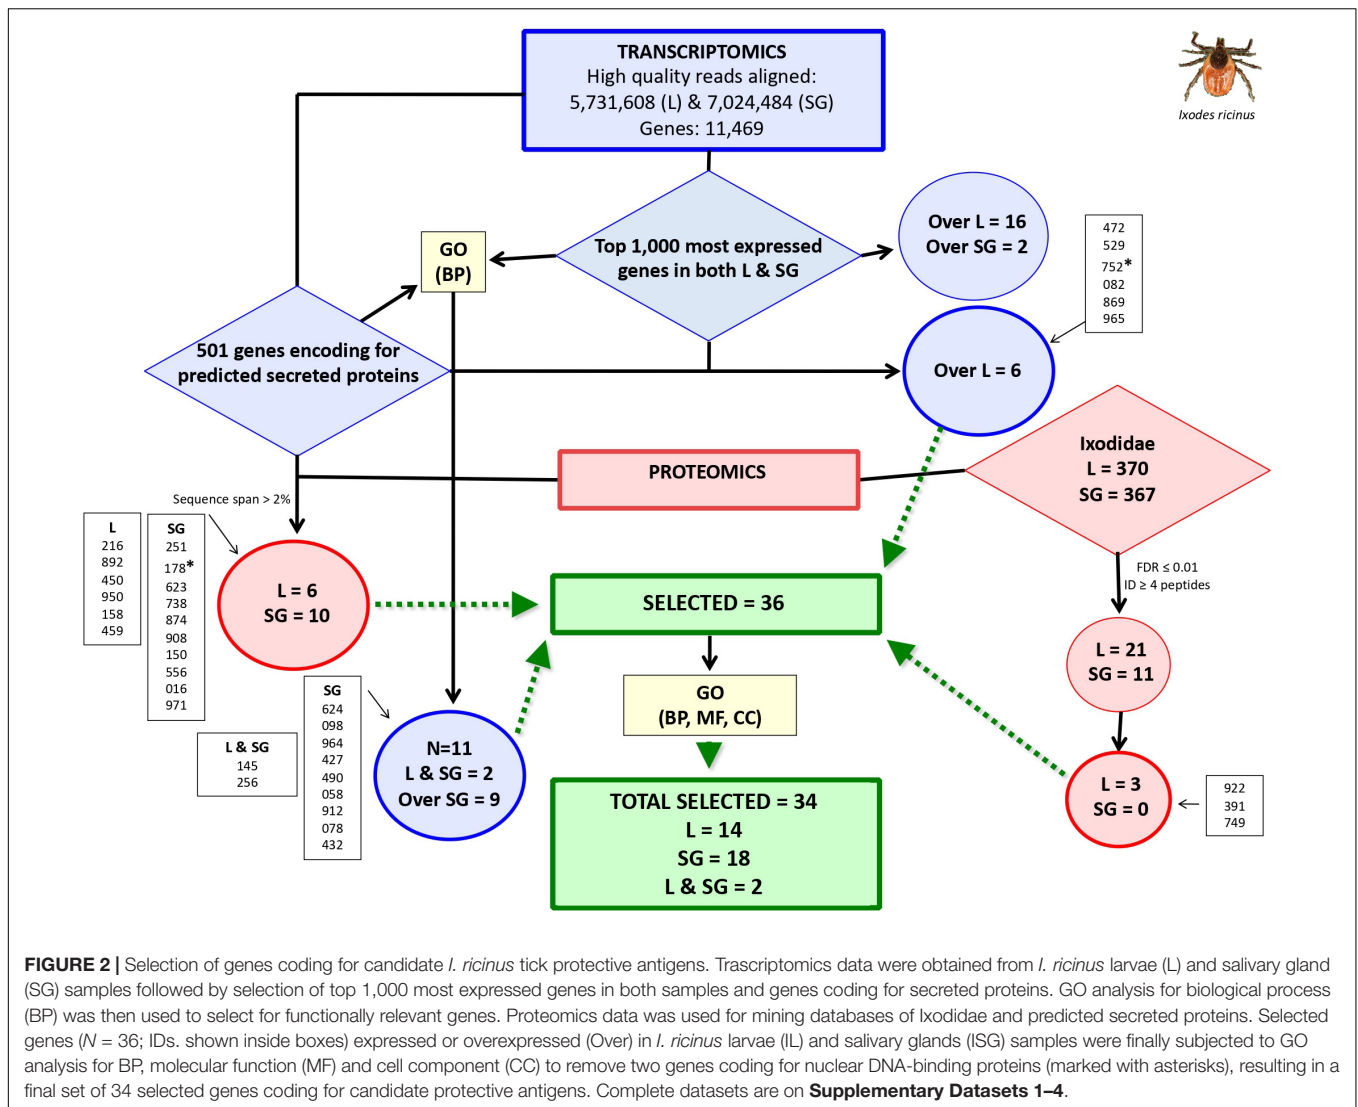 TRANSCRIPTOMICS
High quality reads aligned:
5,731,608 (L) & 7,024,484 (SG)
Genes: 11,469
Ixodes ricinus
GO
(BP)
Top 1,000 most expressed
genes in both L & SG
Over L = 16
Over SG = 2
472
529
752*
082
869
965
501 genes encoding for
predicted secreted proteins
Over L = 6
Ixodidae
L = 370
SG = 367
PROTEOMICS
Sequence span > 2%
L
216
892
450
950
158
459
SG
251
178*
623
738
874
908
150
556
016
971
L = 6
SG = 10
FDR ≤ 0.01
ID ≥ 4 peptides
SELECTED = 36
L = 21
SG = 11
GO
(BP, MF, CC)
SG
624
098
964
427
490
058
912
078
432
L & SG
145
256
N=11
L & SG = 2
Over SG = 9
L = 3
SG = 0
922
391
749
TOTAL SELECTED = 34
L = 14
SG = 18
L & SG = 2
FIGURE 2 | Selection of genes coding for candidate I. ricinus tick protective antigens. Trascriptomics data were obtained from I. ricinus larvae (L) and salivary gland
(SG) samples followed by selection of top 1,000 most expressed genes in both samples and genes coding for secreted proteins. GO analysis for biological process
(BP) was then used to select for functionally relevant genes. Proteomics data was used for mining databases of Ixodidae and predicted secreted proteins. Selected
genes (N = 36; IDs. shown inside boxes) expressed or overexpressed (Over) in I. ricinus larvae (IL) and salivary glands (ISG) samples were finally subjected to GO
analysis for BP, molecular function (MF) and cell component (CC) to remove two genes coding for nuclear DNA-binding proteins (marked with asterisks), resulting in a
final set of 34 selected genes coding for candidate protective antigens. Complete datasets are on Supplementary Datasets 1–4.